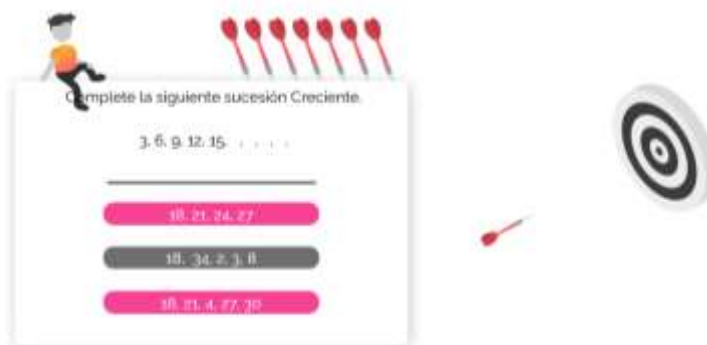 Complete la siguiente sucesión Creciente.
3, 6, 9, 12, 15, . . . .
18, 21, 24, 27
18, 34, 2, 3, 8
18, 21, 4, 27, 30